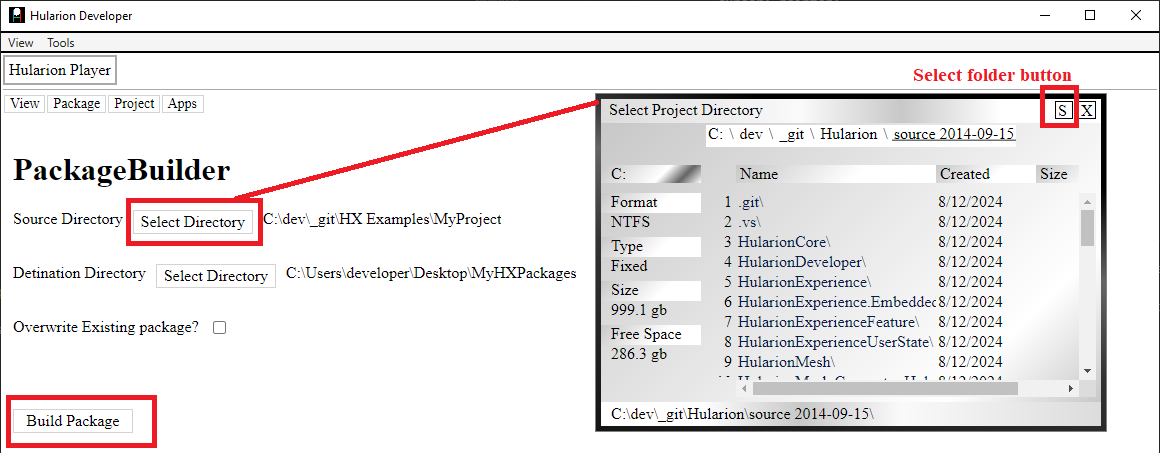 Hularion Developer
View Tools
Hularion Player
View Package Project Apps
PackageBuilder
Source Directory Select Directory C:\dev\_git\HX Examples\MyProject
Detination Directory Select Directory C:\Users\developer\Desktop\MyHXPackages
Overwrite Existing package?
Build Package
Select folder button
Select Project Directory S X
C: \ dev \ _git \ Hularion \ source 2014-09-15
C: Name Created Size
Format
NTFS
Type
Fixed
Size
999.1 gb
Free Space
286.3 gb
1 .git\ 8/12/2024
2 .vs\ 8/12/2024
3 HularionCore\ 8/12/2024
4 HularionDeveloper\ 8/12/2024
5 HularionExperience\ 8/12/2024
6 HularionExperience.Embedded 8/12/2024
7 HularionExperienceFeature\ 8/12/2024
8 HularionExperienceUserState\ 8/12/2024
9 HularionMesh\ 8/12/2024
C:\dev\_git\Hularion\source 2014-09-15\